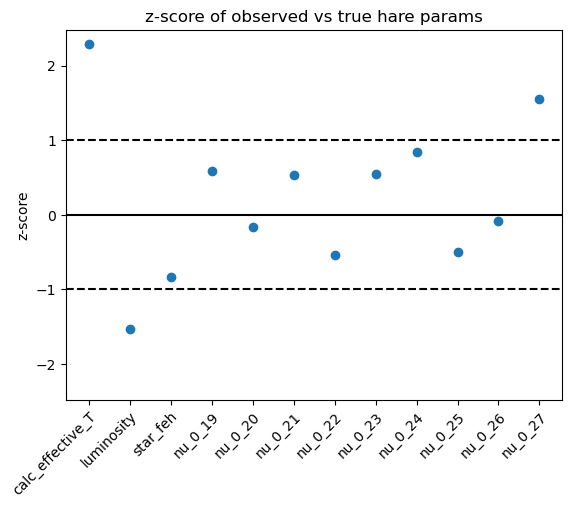 z-score of observed vs true hare params
z-score
2
1
0
−1
−2
calc_effective_T
luminosity
star_feh
nu_0_19
nu_0_20
nu_0_21
nu_0_22
nu_0_23
nu_0_24
nu_0_25
nu_0_26
nu_0_27